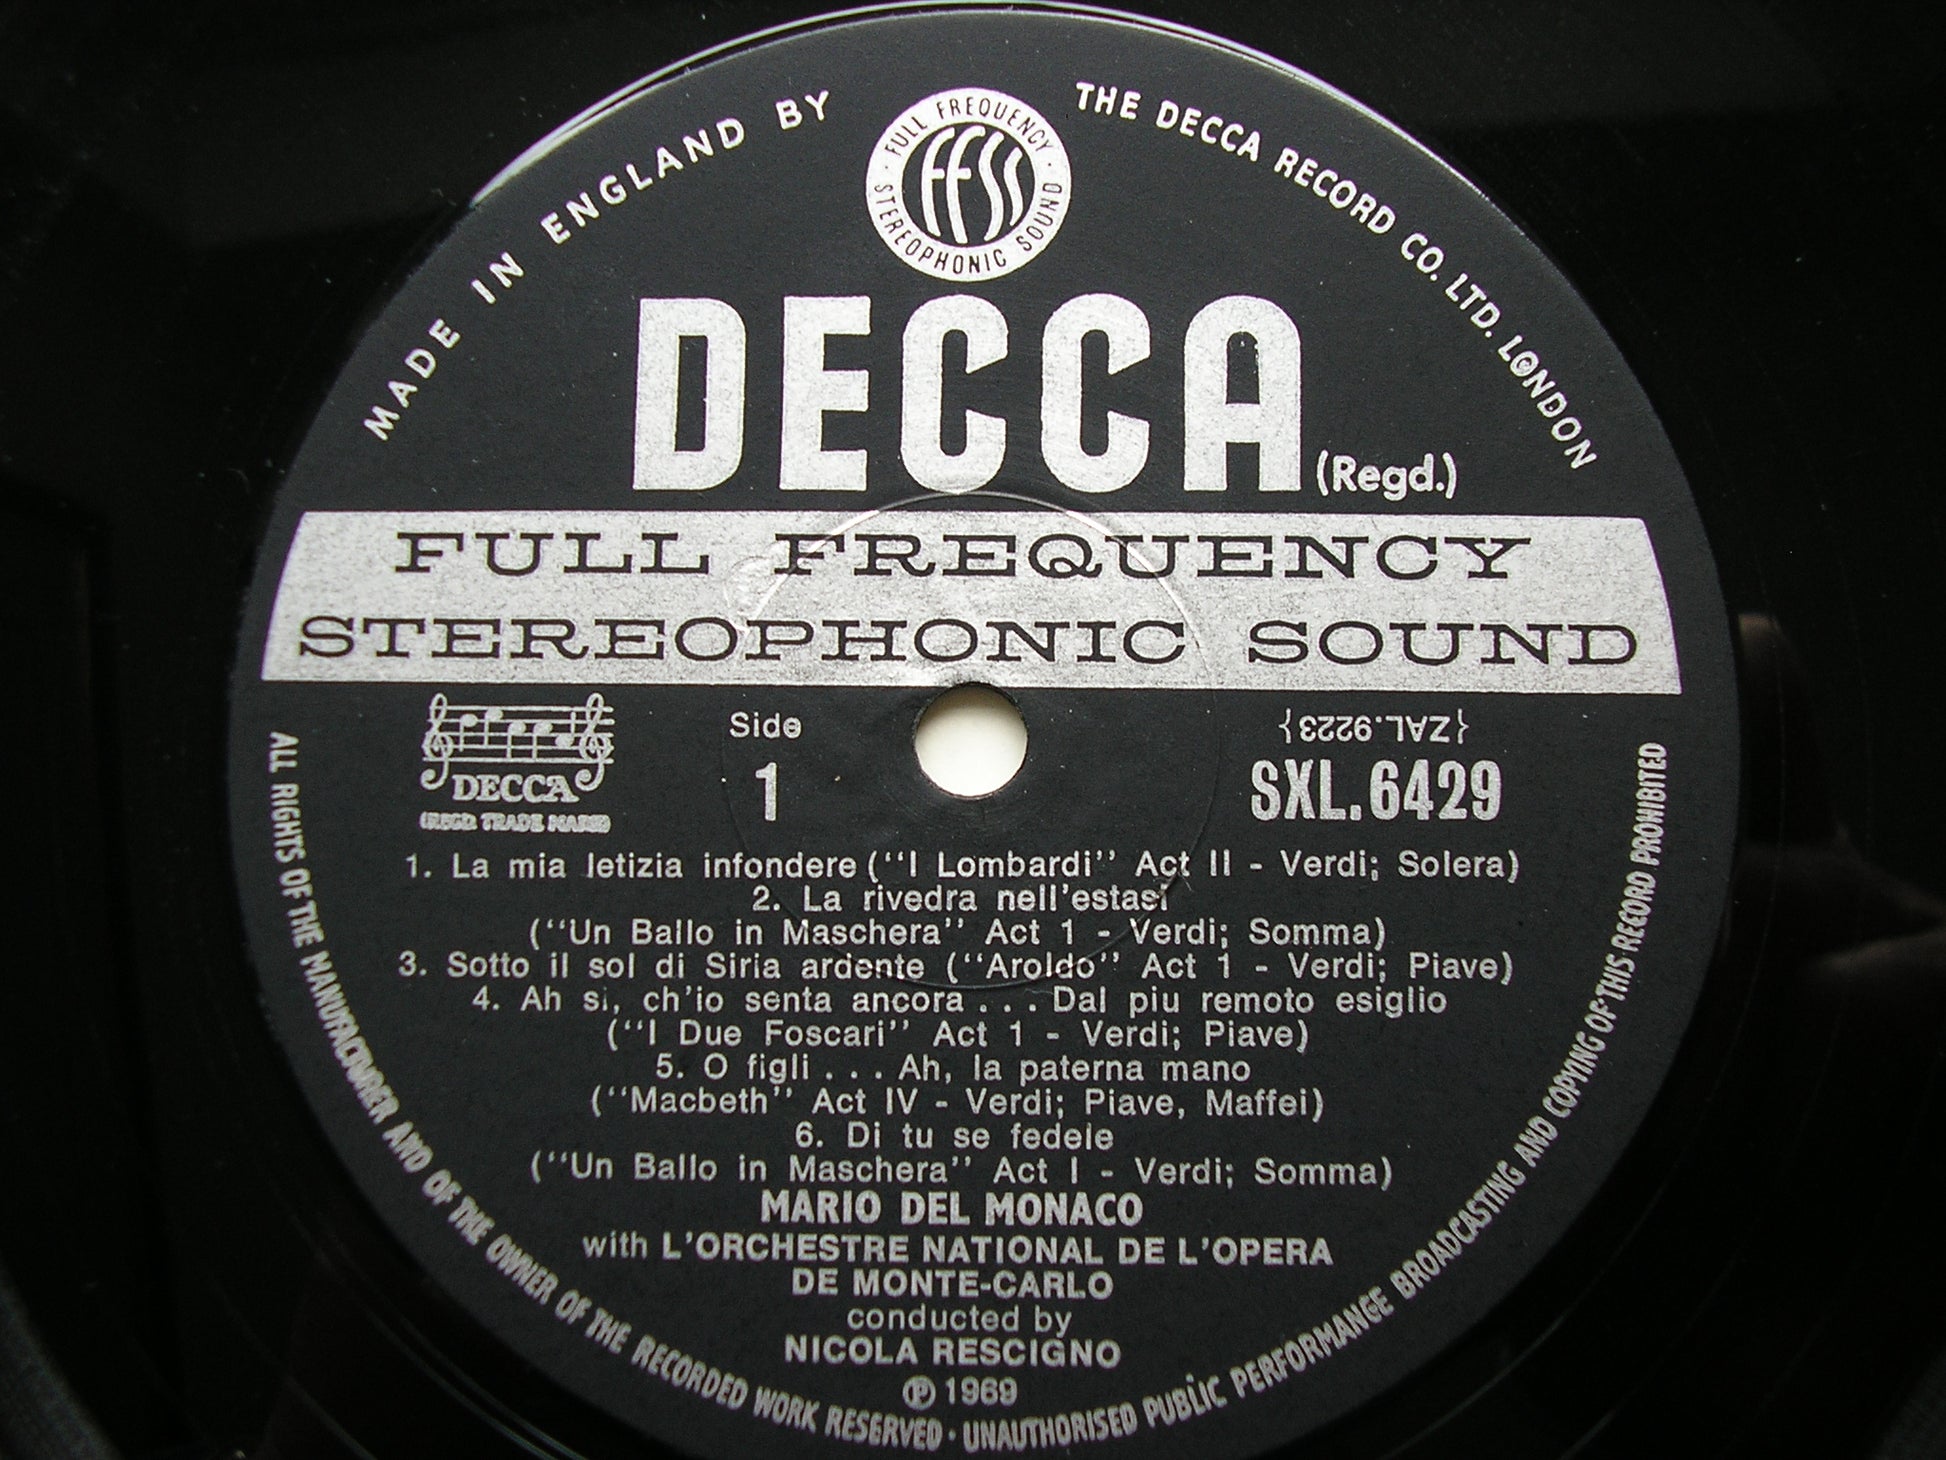 MADE IN ENGLAND BY
THE DECCA RECORD CO. LTD. LONDON
FULL FREQUENCY
FFSS
STEREOPHONIC SOUND
DECCA
(Regd.)
FULL FREQUENCY
STEREOPHONIC SOUND
DECCA
(REGD. TRADE MARK)
Side
1
{ZAL.9223}
SXL.6429
1. La mia letizia infondere (“I Lombardi” Act II - Verdi; Solera)
2. La rivedra nell'estasi
(“Un Ballo in Maschera” Act 1 - Verdi; Somma)
3. Sotto il sol di Siria ardente (“Aroldo” Act 1 - Verdi; Piave)
4. Ah si, ch'io senta ancora . . . Dal piu remoto esiglio
(“I Due Foscari” Act 1 - Verdi; Piave)
5. O figli . . . Ah, la paterna mano
(“Macbeth” Act IV - Verdi; Piave, Maffei)
6. Di tu se fedele
(“Un Ballo in Maschera” Act I - Verdi; Somma)
MARIO DEL MONACO
with L'ORCHESTRE NATIONAL DE L'OPERA
DE MONTE-CARLO
conducted by
NICOLA RESCIGNO
Ⓟ 1969
ALL RIGHTS OF THE MANUFACTURER AND OF THE OWNER OF THE RECORDED WORK RESERVED · UNAUTHORISED PUBLIC PERFORMANCE BROADCASTING AND COPYING OF THIS RECORD PROHIBITED